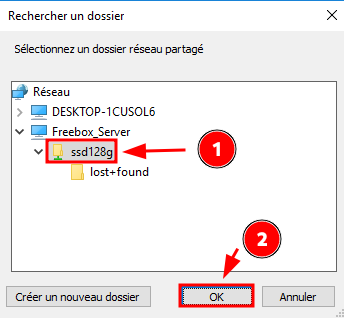 Rechercher un dossier
Sélectionnez un dossier réseau partagé
Réseau
DESKTOP-1CUSOL6
Freebox_Server
ssd128g
1
lost+found
2
Créer un nouveau dossier
OK
Annuler